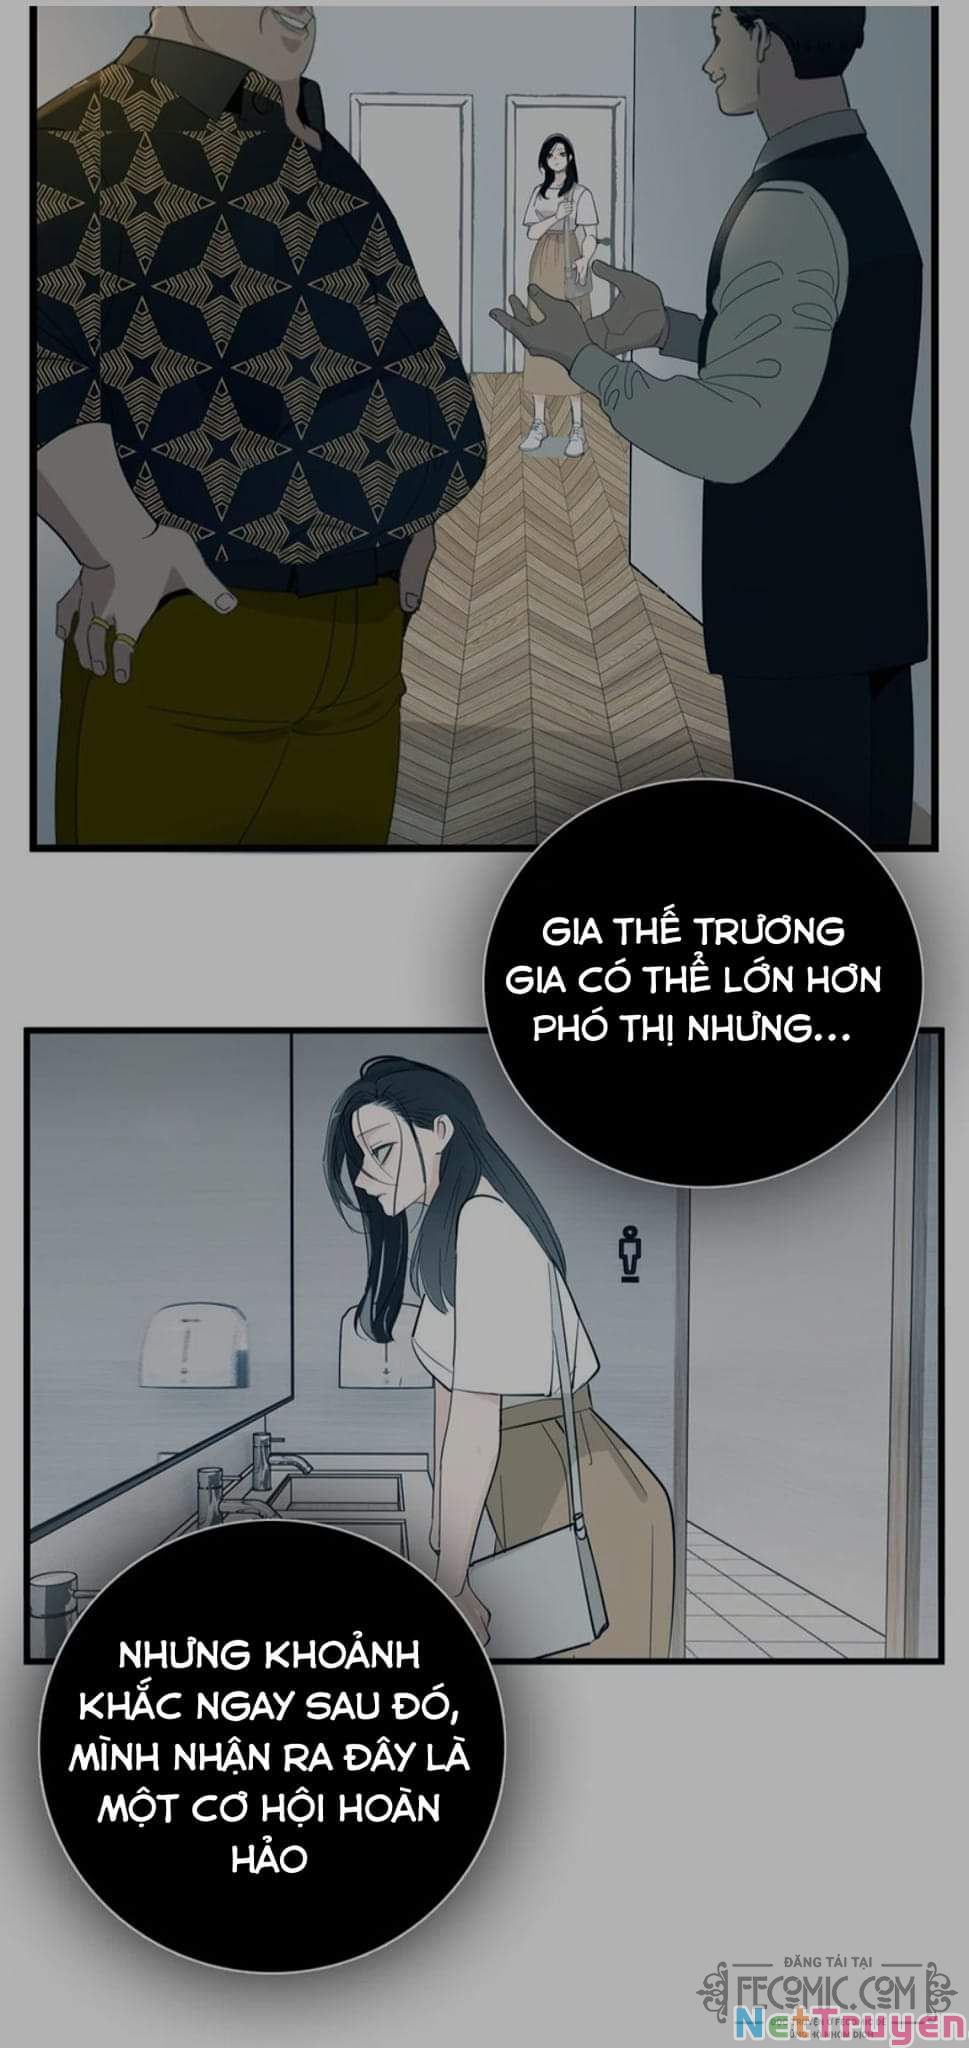 GIA THẾ TRƯƠNG
GIA CÓ THỂ LỚN HƠN
PHÓ THỊ NHƯNG...
NHƯNG KHOẢNH
KHẮC NGAY SAU ĐÓ,
MÌNH NHẬN RA ĐÂY LÀ
MỘT CƠ HỘI HOÀN
HẢO
ĐĂNG TẢI TẠI
FECOMIC.COM
NetTruyen